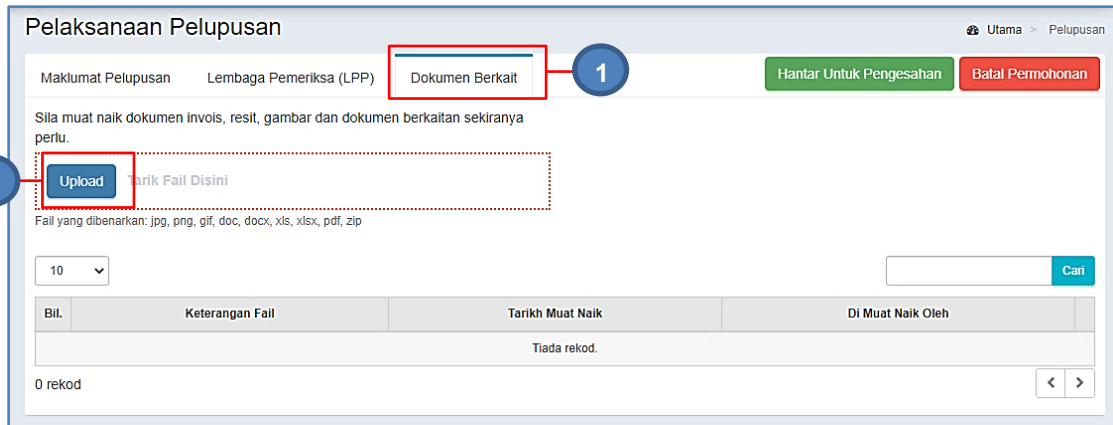 Pelaksanaan Pelupusan
Utama > Pelupusan
Maklumat Pelupusan Lembaga Pemeriksa (LPP) Dokumen Berkait 1 Hantar Untuk Pengesahan Batal Permohonan
Sila muat naik dokumen invois, resit, gambar dan dokumen berkaitan sekiranya
perlu.
Upload Tarik Fail Disini
Fail yang dibenarkan: jpg, png, gif, doc, docx, xls, xlsx, pdf, zip
10 Cari
Bil. Keterangan Fail Tarikh Muat Naik Di Muat Naik Oleh
Tiada rekod.
0 rekod < >